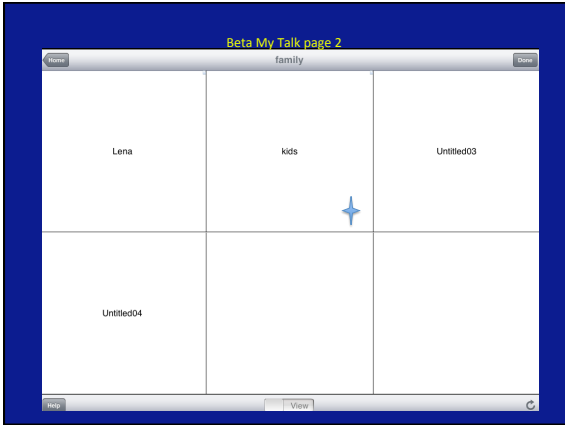 Beta My Talk page 2
Home family Done
Lena kids Untitled03
Untitled04
Help View